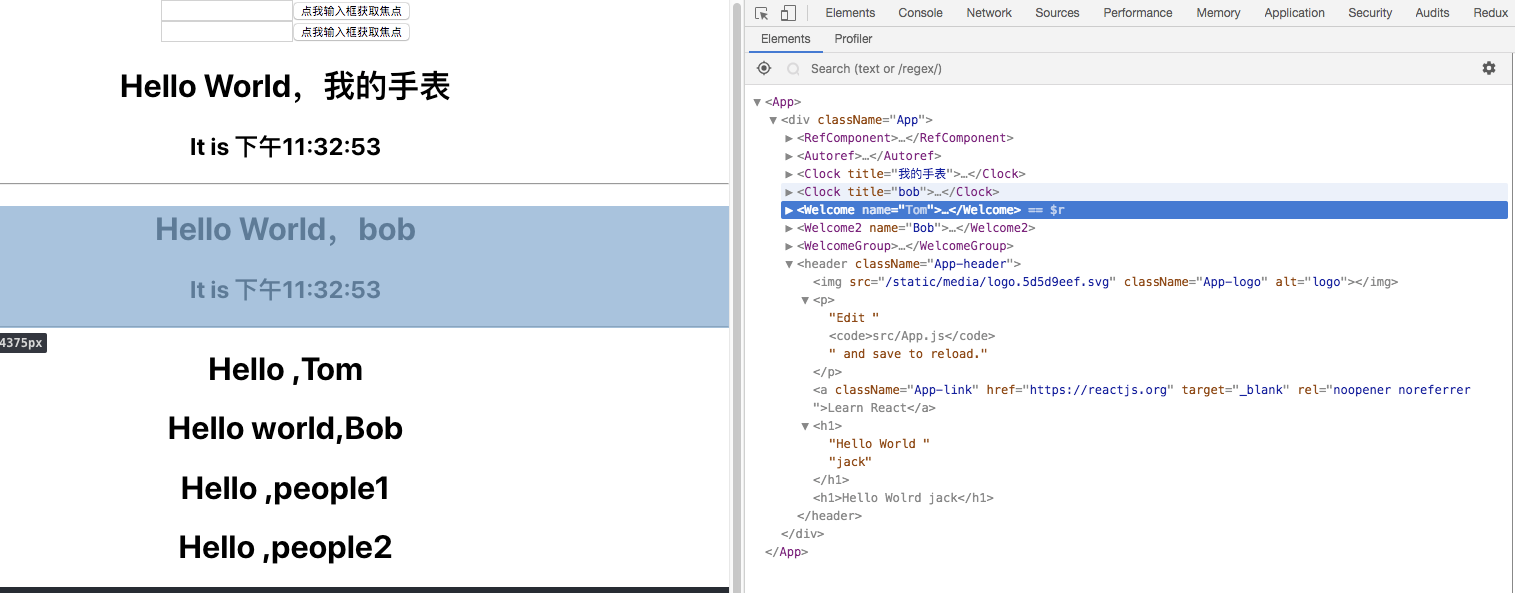 点我输入框获取焦点
点我输入框获取焦点
Hello World，我的手表
It is 下午11:32:53
Hello World，bob
It is 下午11:32:53
4375px
Hello ,Tom
Hello world,Bob
Hello ,people1
Hello ,people2
Elements Console Network Sources Performance Memory Application Security Audits Redux
Elements Profiler
Search (text or /regex/)
▼<App>
▼<div className="App">
▶<RefComponent>…</RefComponent>
▶<Autoref>…</Autoref>
▶<Clock title="我的手表">…</Clock>
▶<Clock title="bob">…</Clock>
▶<Welcome name="Tom">…</Welcome> == $r
▶<Welcome2 name="Bob">…</Welcome2>
▶<WelcomeGroup>…</WelcomeGroup>
▼<header className="App-header">
<img src="/static/media/logo.5d5d9eef.svg" className="App-logo" alt="logo"></img>
▼<p>
"Edit "
<code>src/App.js</code>
" and save to reload."
</p>
<a className="App-link" href="https://reactjs.org" target="_blank" rel="noopener noreferrer
">Learn React</a>
▼<h1>
"Hello World "
"jack"
</h1>
<h1>Hello Wolrd jack</h1>
</header>
</div>
</App>